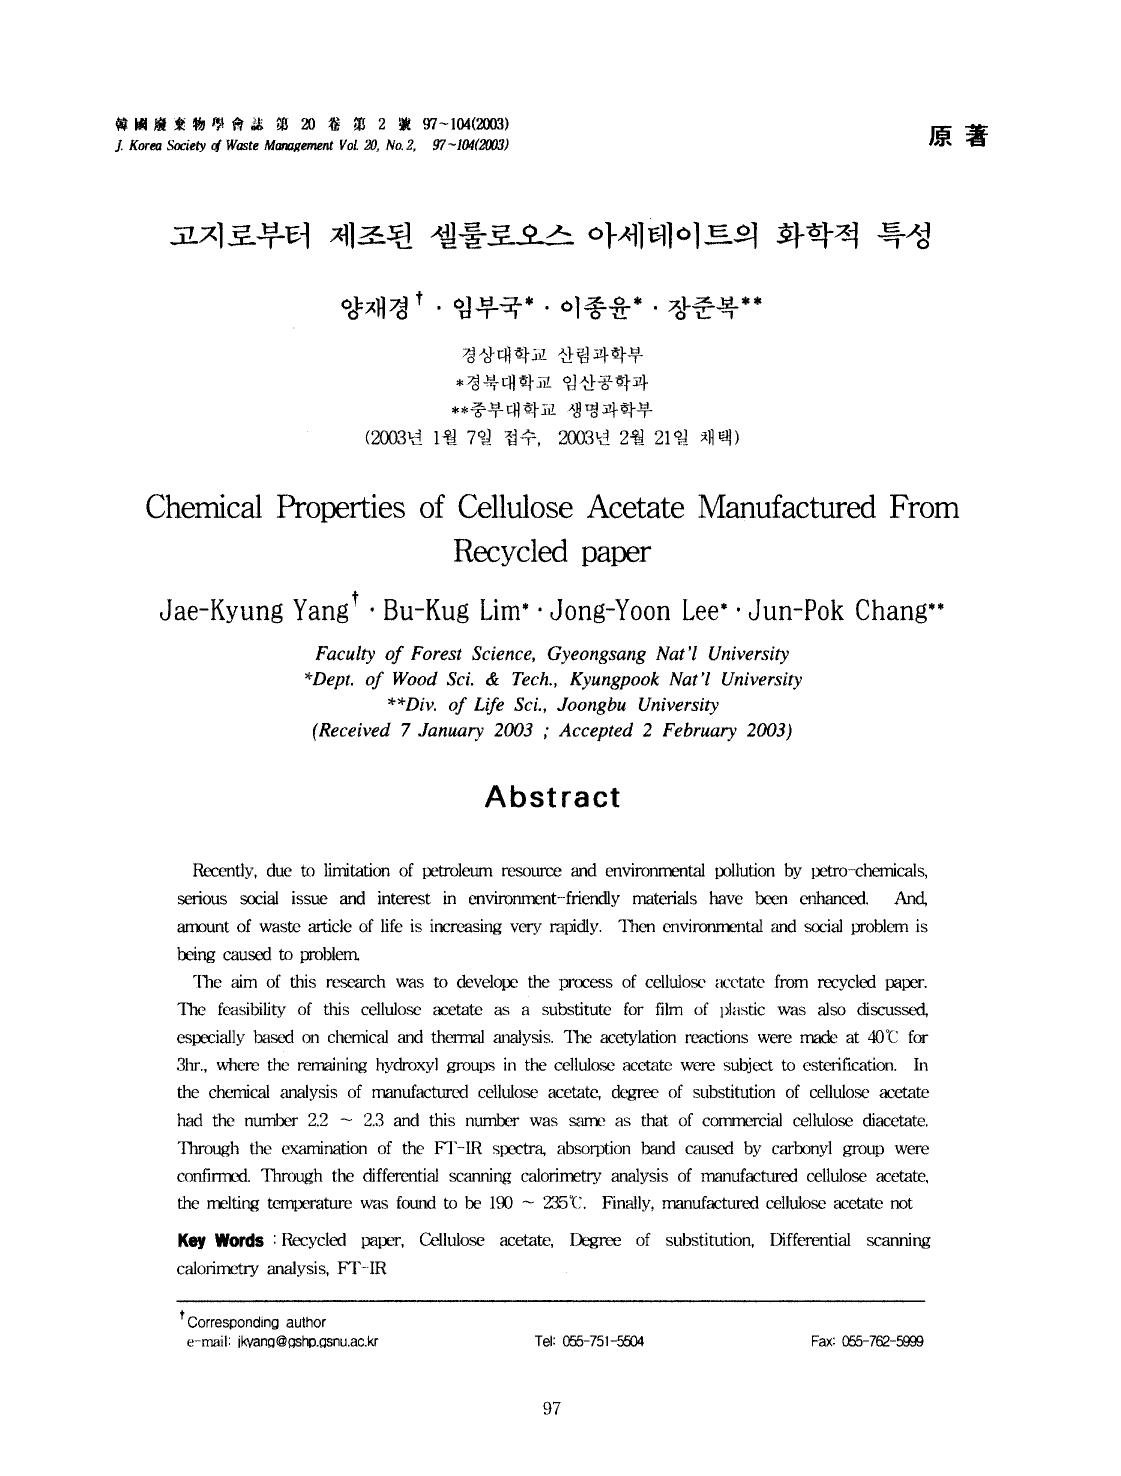 韓國廢棄物學會誌 第 20 卷 第 2 號 97~104(2003)
J. Korea Society of Waste Management Vol. 20, No. 2, 97~104(2003)
原 著
고지로부터 제조된 셀룰로오스 아세테이트의 화학적 특성
양재경† · 임부국* · 이종윤* · 장준복**
경상대학교 산림과학부
*경북대학교 임산공학과
**중부대학교 생명과학부
(2003년 1월 7일 접수, 2003년 2월 21일 채택)
Chemical Properties of Cellulose Acetate Manufactured From
Recycled paper
Jae-Kyung Yang† · Bu-Kug Lim* · Jong-Yoon Lee* · Jun-Pok Chang**
Faculty of Forest Science, Gyeongsang Nat'l University
*Dept. of Wood Sci. & Tech., Kyungpook Nat'l University
**Div. of Life Sci., Joongbu University
(Received 7 January 2003 ; Accepted 2 February 2003)
Abstract
Recently, due to limitation of petroleum resource and environmental pollution by petro-chemicals,
serious social issue and interest in environment-friendly materials have been enhanced. And,
amount of waste article of life is increasing very rapidly. Then environmental and social problem is
being caused to problem.
The aim of this research was to develope the process of cellulose acetate from recycled paper.
The feasibility of this cellulose acetate as a substitute for film of plastic was also discussed,
especially based on chemical and thermal analysis. The acetylation reactions were made at 40℃ for
3hr., where the remaining hydroxyl groups in the cellulose acetate were subject to esterification. In
the chemical analysis of manufactured cellulose acetate, degree of substitution of cellulose acetate
had the number 2.2 ~ 2.3 and this number was same as that of commercial cellulose diacetate.
Through the examination of the FT-IR spectra, absorption band caused by carbonyl group were
confirmed. Through the differential scanning calorimetry analysis of manufactured cellulose acetate,
the melting temperature was found to be 190 ~ 235℃. Finally, manufactured cellulose acetate not
Key Words : Recycled paper, Cellulose acetate, Degree of substitution, Differential scanning
calorimetry analysis, FT-IR
†Corresponding author
e-mail: jkyang@gshp.gsnu.ac.kr Tel: 055-751-5504 Fax: 055-762-5999
97